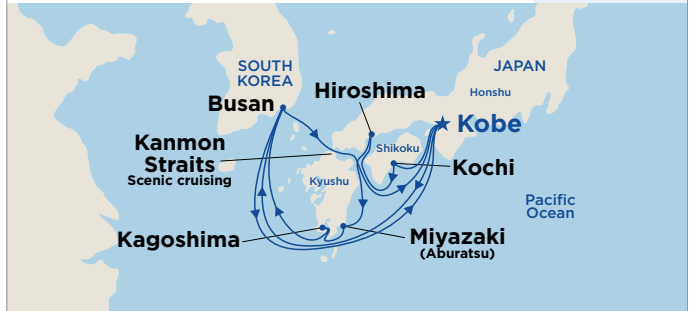 SOUTH
KOREA
JAPAN
Honshu
Hiroshima
Busan
Kobe
Kanmon
Straits
Scenic cruising
Shikoku
Kochi
Kyushu
Pacific
Ocean
Kagoshima
Miyazaki
(Aburatsu)